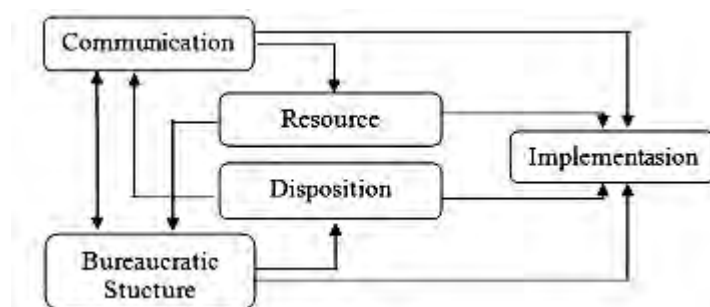 Communication
Resource
Implementasion
Disposition
Bureaucratic
Stucture